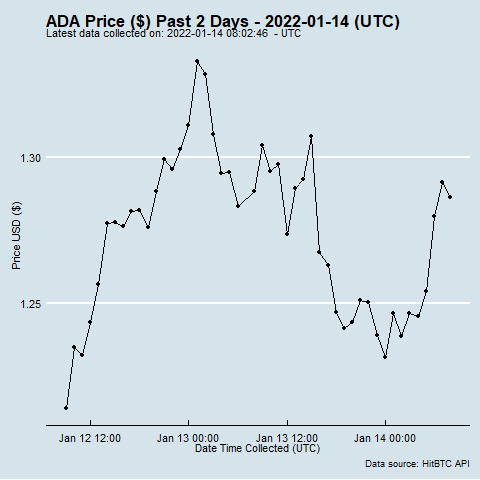 ADA Price ($) Past 2 Days - 2022-01-14 (UTC)
Latest data collected on: 2022-01-14 08:02:46 - UTC
Price USD ($)
1.30
1.25
Jan 12 12:00 Jan 13 00:00 Jan 13 12:00 Jan 14 00:00
Date Time Collected (UTC)
Data source: HitBTC API